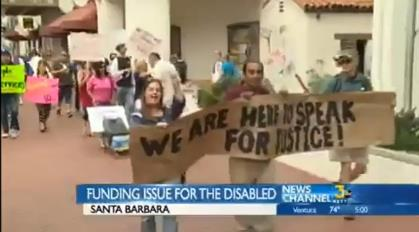 WE ARE HERE TO SPEAK
FOR JUSTICE!
FUNDING ISSUE FOR THE DISABLED
SANTA BARBARA
NEWS
CHANNEL 3
Ventura 74° 5:00